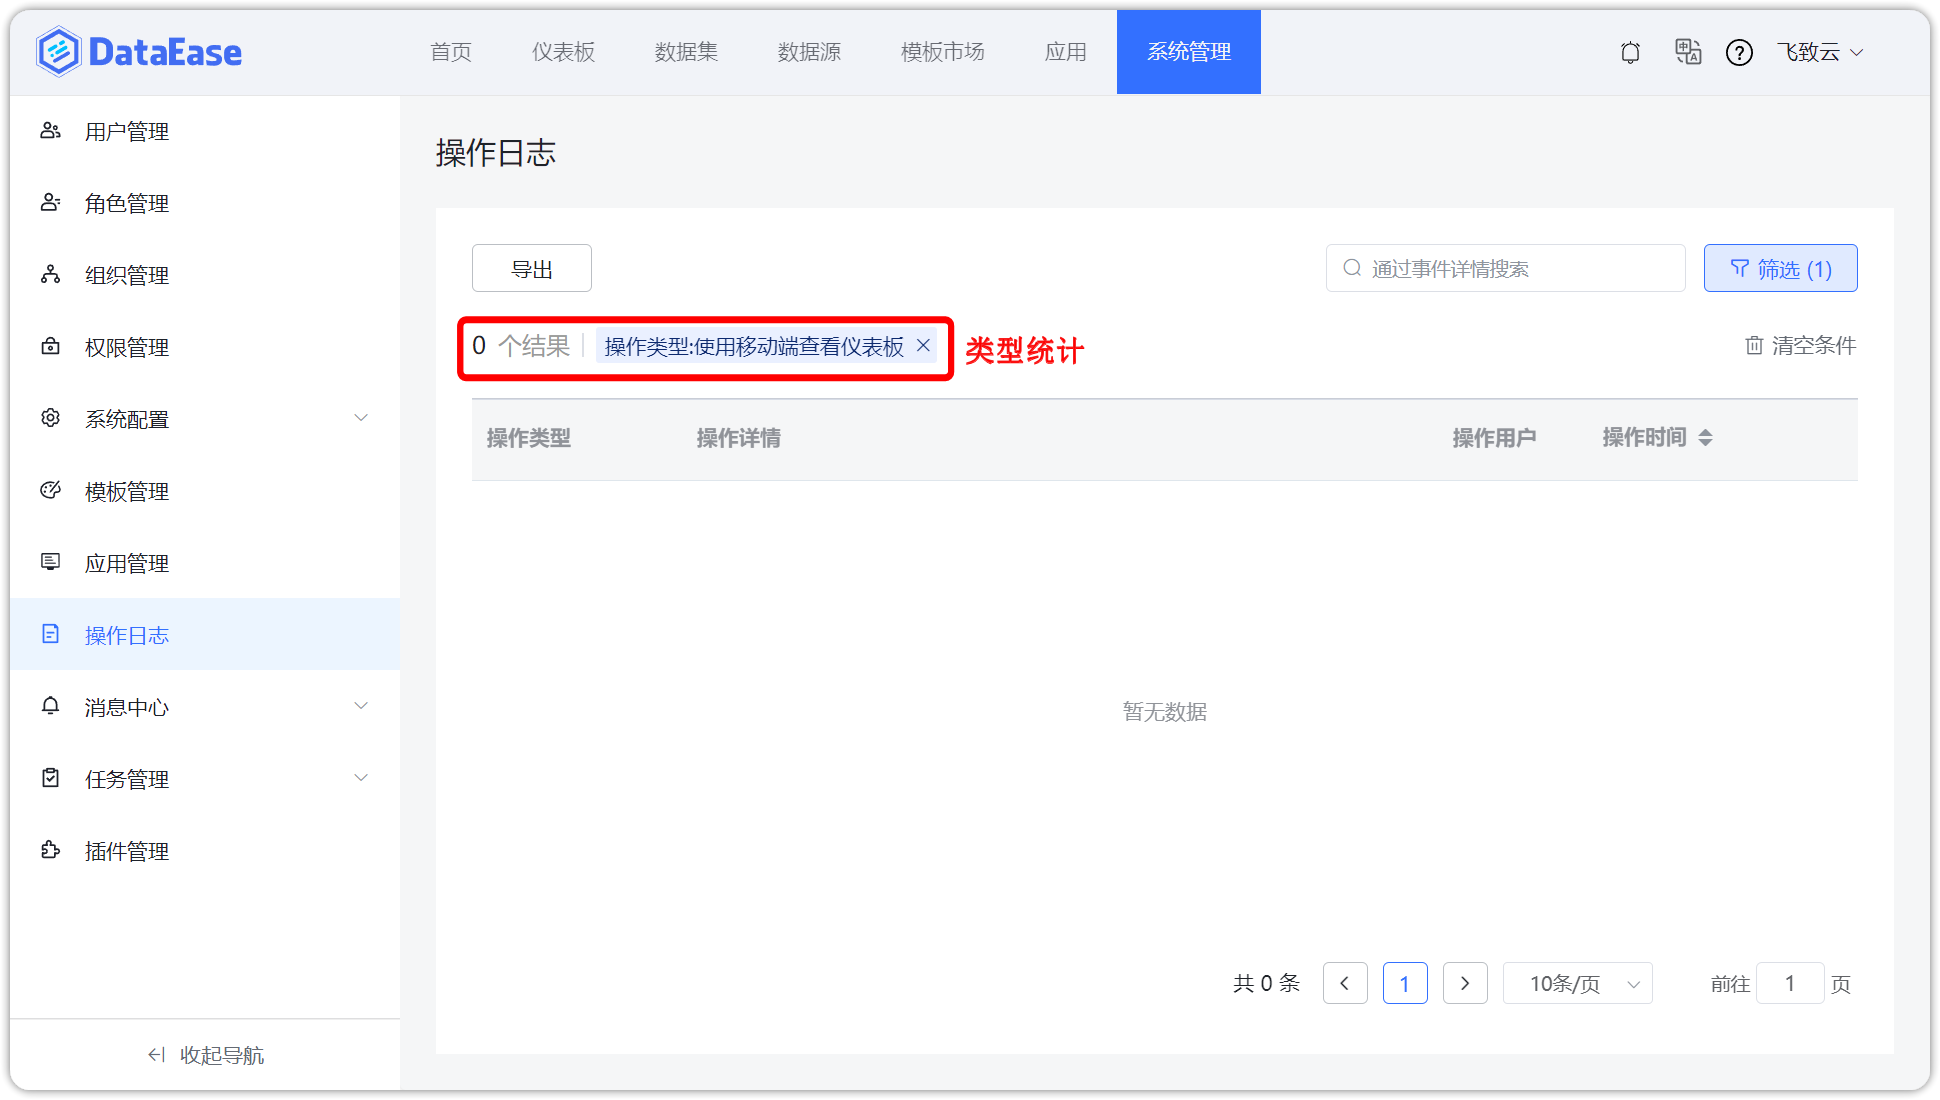 DataEase
首页 仪表板 数据集 数据源 模板市场 应用 系统管理 飞致云
用户管理
角色管理
组织管理
权限管理
系统配置
模板管理
应用管理
操作日志
消息中心
任务管理
插件管理
收起导航
操作日志
导出 通过事件详情搜索 筛选 (1)
0 个结果 操作类型:使用移动端查看仪表板 类型统计 清空条件
操作类型 操作详情 操作用户 操作时间
暂无数据
共 0 条 1 10条/页 前往 1 页